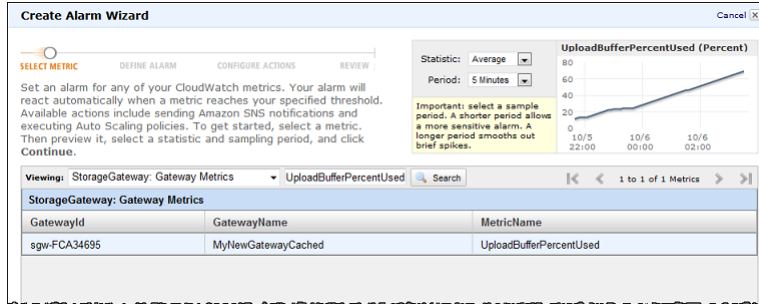 Create Alarm Wizard
Cancel X
SELECT METRIC
DEFINE ALARM
CONFIGURE ACTIONS
REVIEW
Set an alarm for any of your CloudWatch metrics. Your alarm will
react automatically when a metric reaches your specified threshold.
Available actions include sending Amazon SNS notifications and
executing Auto Scaling policies. To get started, select a metric.
Then preview it, select a statistic and sampling period, and click
Continue.
Statistic: Average
Period: 5 Minutes
Important: select a sample
period. A shorter period allows
a more sensitive alarm. A
longer period smooths out
brief spikes.
UploadBufferPercentUsed (Percent)
80
60
40
20
0
10/5 10/6 10/6
22:00 00:00 02:00
Viewing: StorageGateway: Gateway Metrics UploadBufferPercentUsed Search 1 to 1 of 1 Metrics
StorageGateway: Gateway Metrics
GatewayId GatewayName MetricName
sgw-FCA34695 MyNewGatewayCached UploadBufferPercentUsed